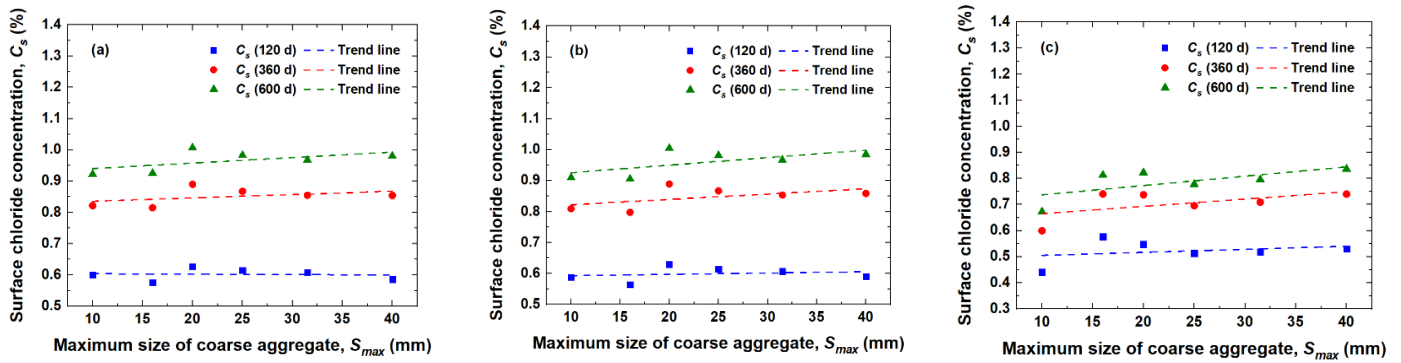 Surface chloride concentration, Cs (%)
1.4
1.3
1.2
1.1
1.0
0.9
0.8
0.7
0.6
0.5
(a)
Cs (120 d) Trend line
Cs (360 d) Trend line
Cs (600 d) Trend line
10 15 20 25 30 35 40
Maximum size of coarse aggregate, Smax (mm)
Surface chloride concentration, Cs (%)
1.4
1.3
1.2
1.1
1.0
0.9
0.8
0.7
0.6
0.5
(b)
Cs (120 d) Trend line
Cs (360 d) Trend line
Cs (600 d) Trend line
10 15 20 25 30 35 40
Maximum size of coarse aggregate, Smax (mm)
Surface chloride concentration, Cs (%)
1.4
1.3
1.2
1.1
1.0
0.9
0.8
0.7
0.6
0.5
0.4
0.3
(c)
Cs (120 d) Trend line
Cs (360 d) Trend line
Cs (600 d) Trend line
10 15 20 25 30 35 40
Maximum size of coarse aggregate, Smax (mm)